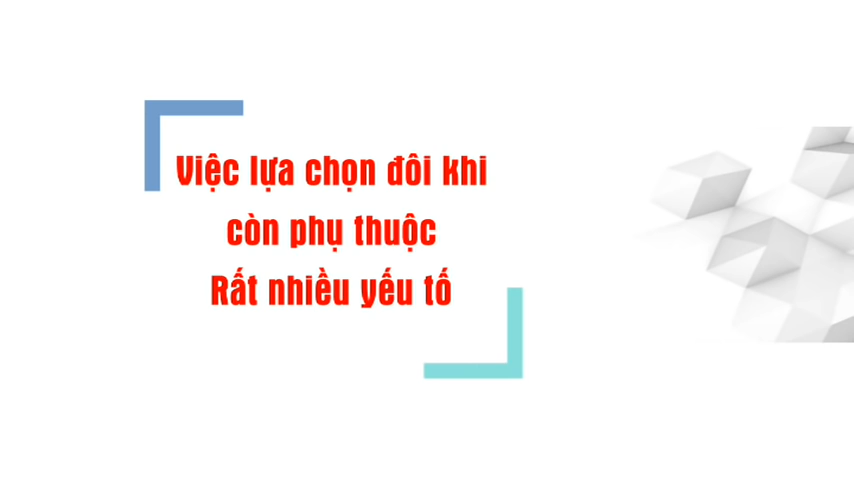 Việc lựa chọn đôi khi
còn phụ thuộc
Rất nhiều yếu tố